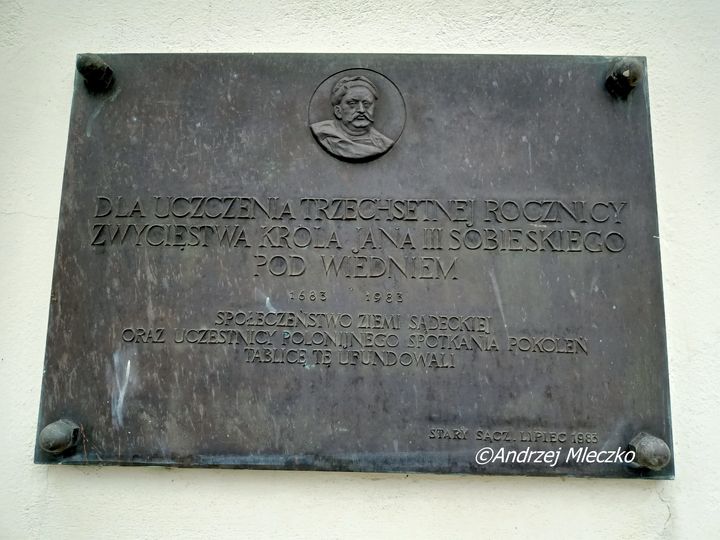 DLA UCZCZENIA TRZECHSETNEJ ROCZNICY
ZWYCIĘSTWA KRÓLA JANA III SOBIESKIEGO
POD WIEDNIEM
1683 1983
SPOŁECZEŃSTWO ZIEMI SĄDECKIEJ
ORAZ UCZESTNICY POLONIJNEGO SPOTKANIA POKOLEŃ
TABLICĘ TĘ UFUNDOWALI
STARY SĄCZ, LIPIEC 1983
©Andrzej Mleczko